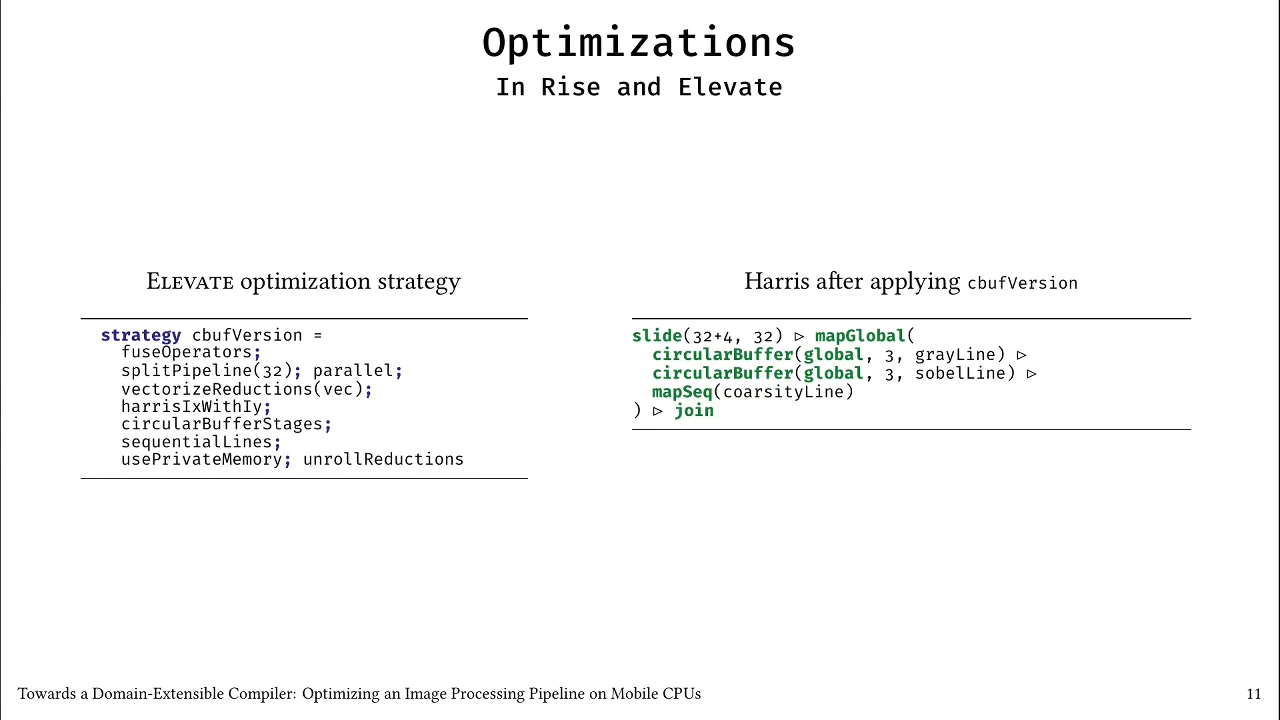 Optimizations
In Rise and Elevate
ELEVATE optimization strategy
strategy cbufVersion =
fuseOperators;
splitPipeline(32); parallel;
vectorizeReductions(vec);
harrisIxWithIy;
circularBufferStages;
sequentialLines;
usePrivateMemory; unrollReductions
Harris after applying cbufVersion
slide(32+4, 32) ▷ mapGlobal(
circularBuffer(global, 3, grayLine) ▷
circularBuffer(global, 3, sobelLine) ▷
mapSeq(coarsityLine)
) ▷ join
Towards a Domain-Extensible Compiler: Optimizing an Image Processing Pipeline on Mobile CPUs
11